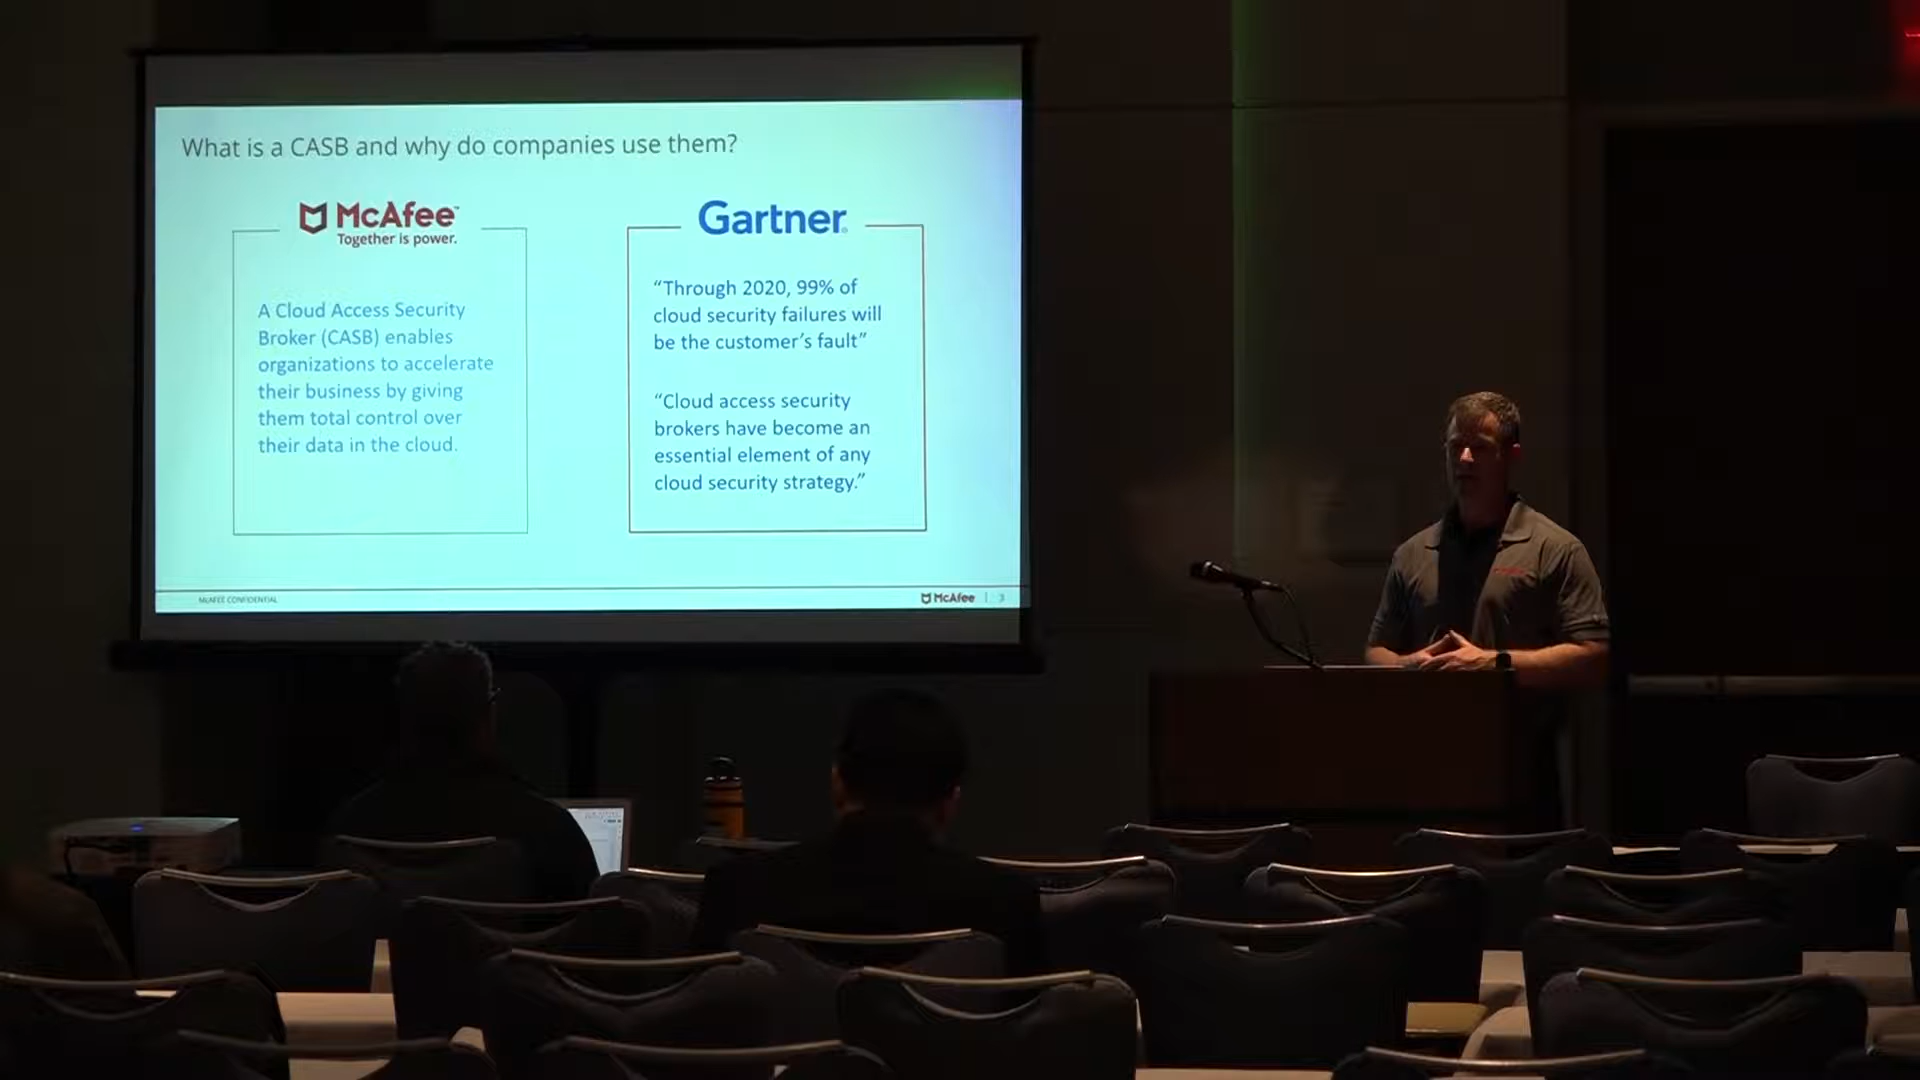 What is a CASB and why do companies use them?
McAfee™
Together is power.
A Cloud Access Security
Broker (CASB) enables
organizations to accelerate
their business by giving
them total control over
their data in the cloud.
Gartner®
“Through 2020, 99% of
cloud security failures will
be the customer’s fault”
“Cloud access security
brokers have become an
essential element of any
cloud security strategy.”
MCAFEE CONFIDENTIAL
McAfee | 3